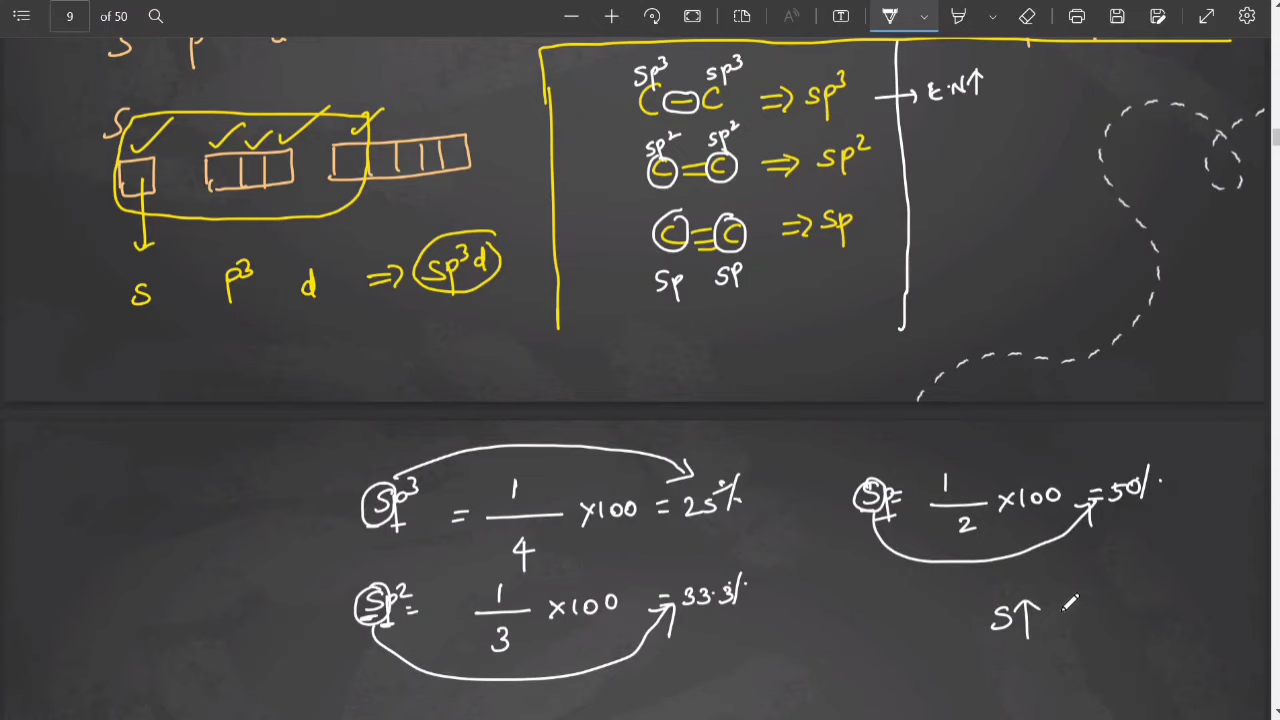 9 of 50
S p d
S
s p³ d ⇒ sp³d
sp³ sp³
C – C ⇒ sp³ → E.N↑
sp² sp²
C = C ⇒ sp²
C ≡ C ⇒ sp
sp sp
sp³ = 1/4 ×100 = 25%
sp² = 1/3 ×100 = 33.3%
sp = 1/2 ×100 = 50%
S↑